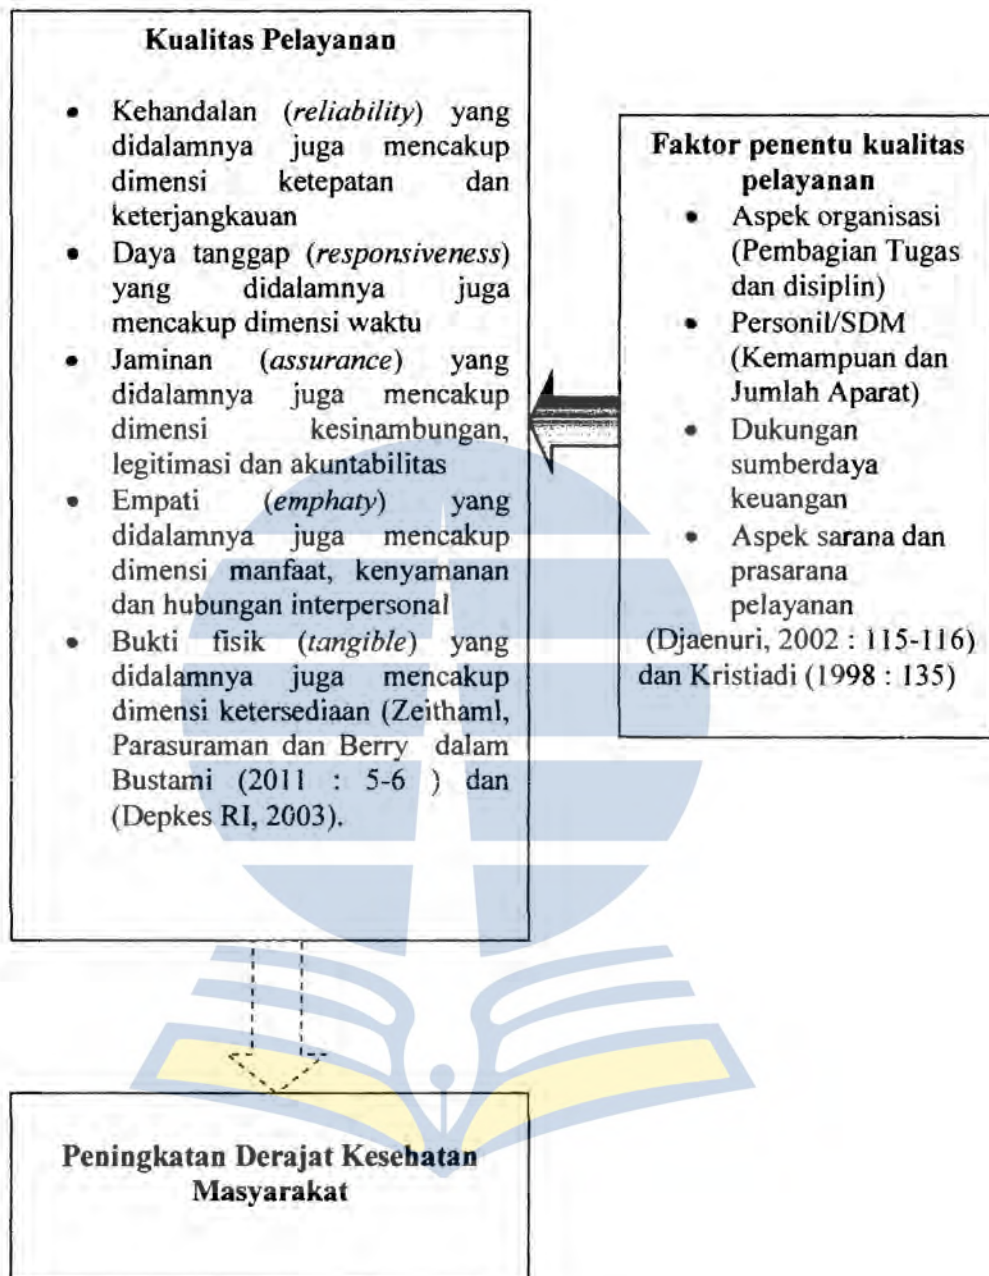 Kualitas Pelayanan
• Kehandalan (reliability) yang
didalamnya juga mencakup
dimensi ketepatan dan
keterjangkauan
• Daya tanggap (responsiveness)
yang didalamnya juga
mencakup dimensi waktu
• Jaminan (assurance) yang
didalamnya juga mencakup
dimensi kesinambungan,
legitimasi dan akuntabilitas
• Empati (emphaty) yang
didalamnya juga mencakup
dimensi manfaat, kenyamanan
dan hubungan interpersonal
• Bukti fisik (tangible) yang
didalamnya juga mencakup
dimensi ketersediaan (Zeithaml,
Parasuraman dan Berry dalam
Bustami (2011 : 5-6 ) dan
(Depkes RI, 2003).
Faktor penentu kualitas
pelayanan
• Aspek organisasi
(Pembagian Tugas
dan disiplin)
• Personil/SDM
(Kemampuan dan
Jumlah Aparat)
• Dukungan
sumberdaya
keuangan
• Aspek sarana dan
prasarana
pelayanan
(Djaenuri, 2002 : 115-116)
dan Kristiadi (1998 : 135)
Peningkatan Derajat Kesehatan
Masyarakat